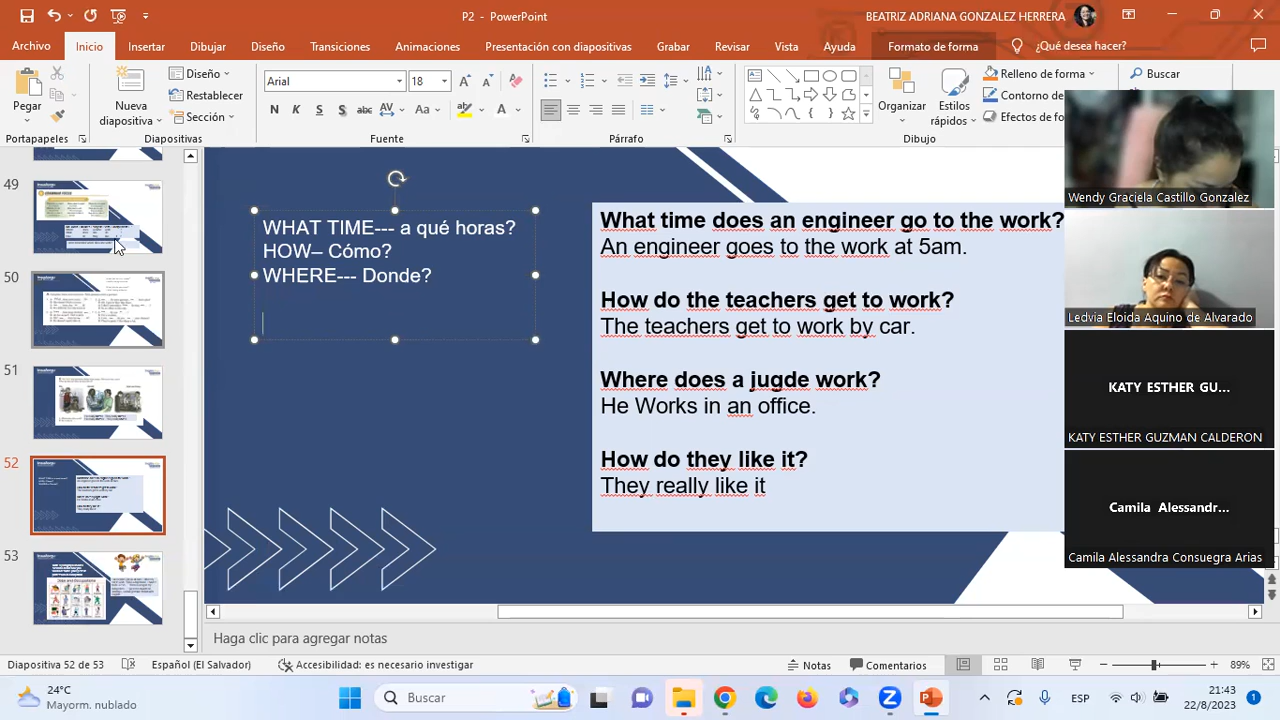 P2 - PowerPoint
BEATRIZ ADRIANA GONZALEZ HERRERA
Archivo Inicio Insertar Dibujar Diseño Transiciones Animaciones Presentación con diapositivas Grabar Revisar Vista Ayuda Formato de forma ¿Qué desea hacer?
Pegar
Nueva diapositiva
Diseño
Restablecer
Sección
Arial 18
N K S abc AV Aa A
Organizar
Estilos rápidos
Relleno de forma
Contorno de
Efectos de fo
Buscar
Portapapeles Diapositivas Fuente Párrafo Dibujo
49
50
51
52
53
WHAT TIME--- a qué horas?
HOW– Cómo?
WHERE--- Donde?
What time does an engineer go to the work?
An engineer goes to the work at 5am.
How do the teachers get to work?
The teachers get to work by car.
Where does a jugde work?
He Works in an office.
How do they like it?
They really like it
Wendy Graciela Castillo Gonzalez
Ledvia Eloida Aquino de Alvarado
KATY ESTHER GU...
KATY ESTHER GUZMAN CALDERON
Camila Alessandr...
Camila Alessandra Consuegra Arias
Haga clic para agregar notas
Diapositiva 52 de 53 Español (El Salvador) Accesibilidad: es necesario investigar Notas Comentarios 89%
24°C
Mayorm. nublado
Buscar
ESP
21:43
22/8/2023
1